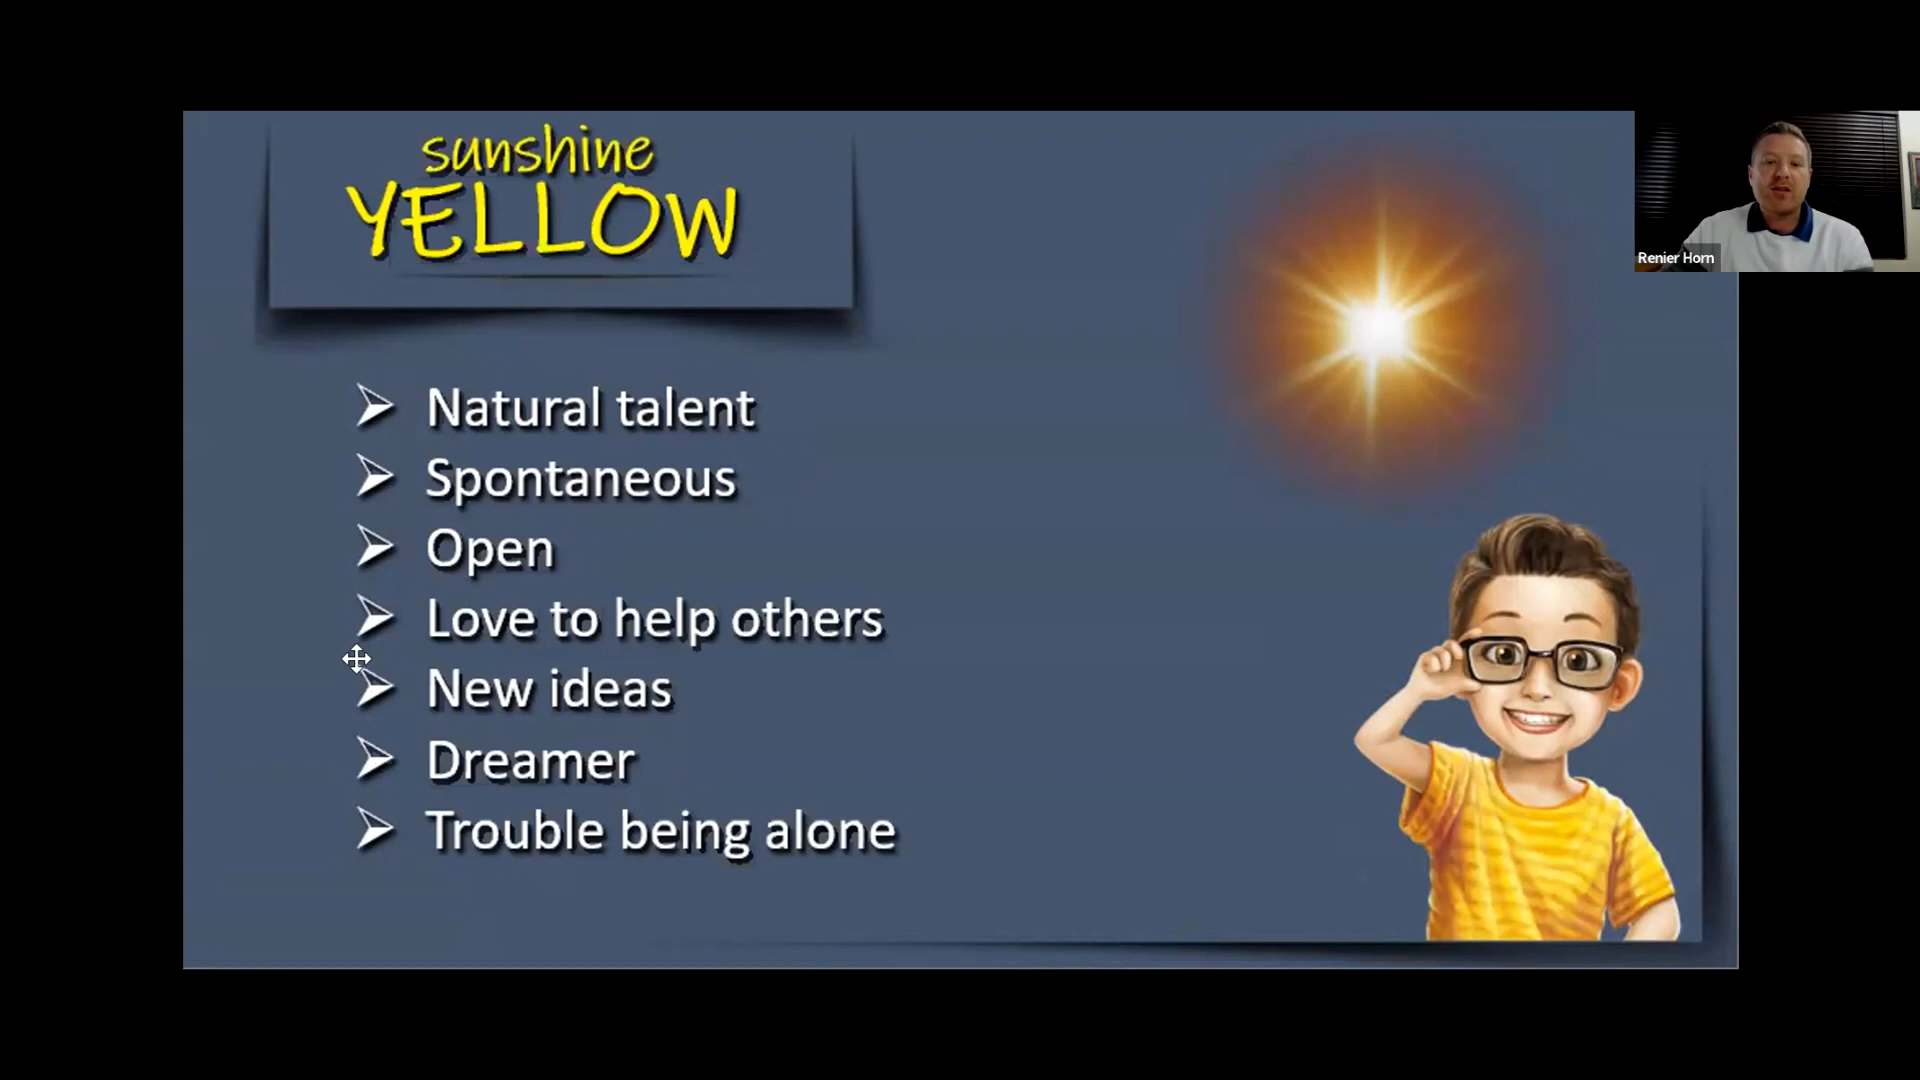 sunshine
YELLOW
Renier Horn
Natural talent
Spontaneous
Open
Love to help others
New ideas
Dreamer
Trouble being alone